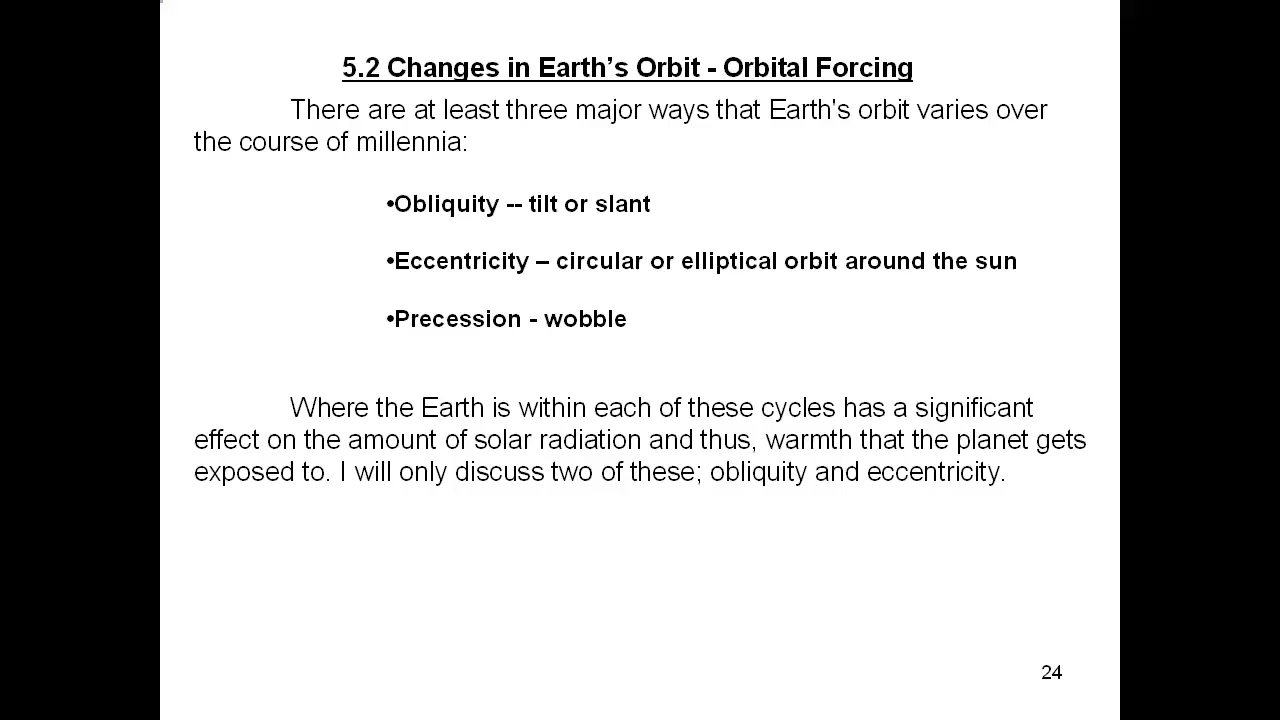 5.2 Changes in Earth’s Orbit - Orbital Forcing
There are at least three major ways that Earth's orbit varies over
the course of millennia:
•Obliquity -- tilt or slant
•Eccentricity – circular or elliptical orbit around the sun
•Precession - wobble
Where the Earth is within each of these cycles has a significant
effect on the amount of solar radiation and thus, warmth that the planet gets
exposed to. I will only discuss two of these; obliquity and eccentricity.
24